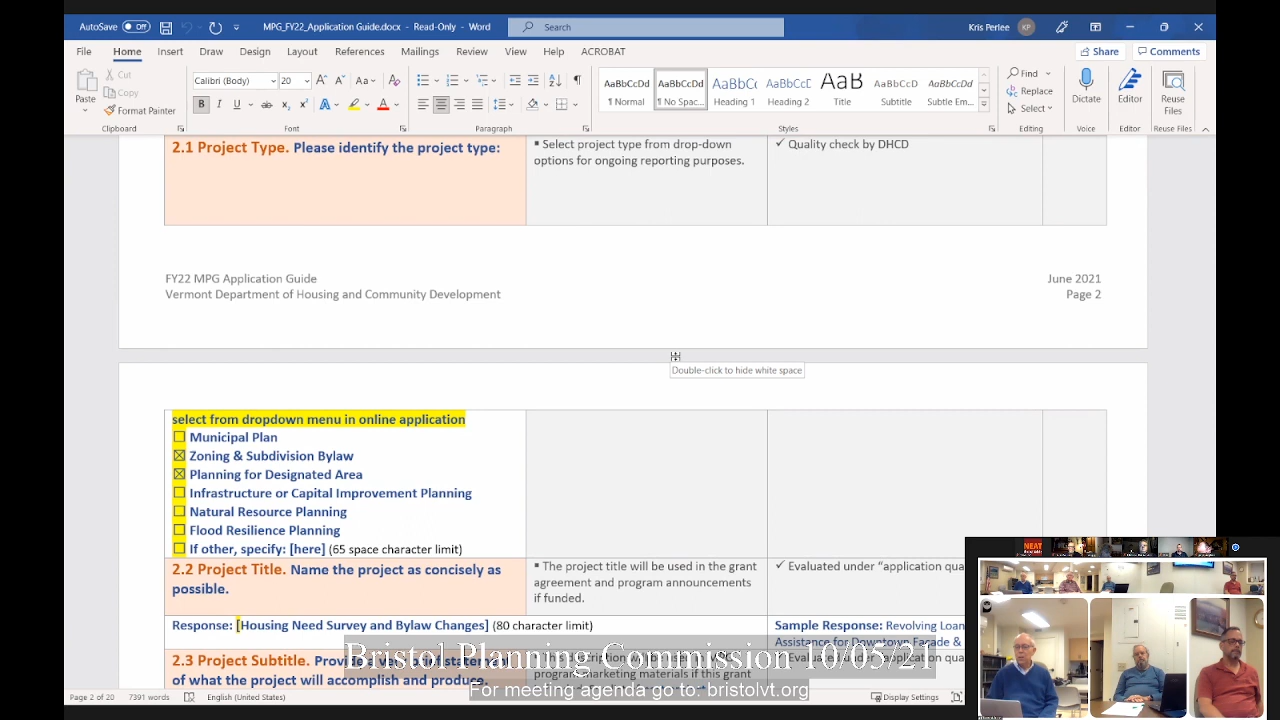 AutoSave Off MPG_FY22_Application Guide.docx - Read-Only - Word Search Kris Perlee KP
File Home Insert Draw Design Layout References Mailings Review View Help ACROBAT Share Comments
Paste Cut Copy Format Painter
Calibri (Body) 20
AaBbCcDd AaBbCcDd AaBbCc AaBbCcD AaB AaBbCcD AaBbCcDd
¶ Normal ¶ No Spac... Heading 1 Heading 2 Title Subtitle Subtle Em...
Find Replace Select Dictate Editor Reuse Files
Clipboard Font Paragraph Styles Editing Voice Editor Reuse Files
2.1 Project Type. Please identify the project type:
▪ Select project type from drop-down
options for ongoing reporting purposes.
✓ Quality check by DHCD
FY22 MPG Application Guide June 2021
Vermont Department of Housing and Community Development Page 2
Double-click to hide white space
select from dropdown menu in online application
☐ Municipal Plan
☒ Zoning & Subdivision Bylaw
☒ Planning for Designated Area
☐ Infrastructure or Capital Improvement Planning
☐ Natural Resource Planning
☐ Flood Resilience Planning
☐ If other, specify: [here] (65 space character limit)
2.2 Project Title. Name the project as concisely as
possible.
▪ The project title will be used in the grant
agreement and program announcements
if funded.
✓ Evaluated under "application qua
Response: [Housing Need Survey and Bylaw Changes] (80 character limit)
Sample Response: Revolving Loan
Assistance for Downtown Facade &
2.3 Project Subtitle.
of what the project will accomplish and produce.
Bristol Planning Commission 10/05/21
For meeting agenda go to: bristolvt.org
Page 2 of 20 7391 words English (United States) Display Settings